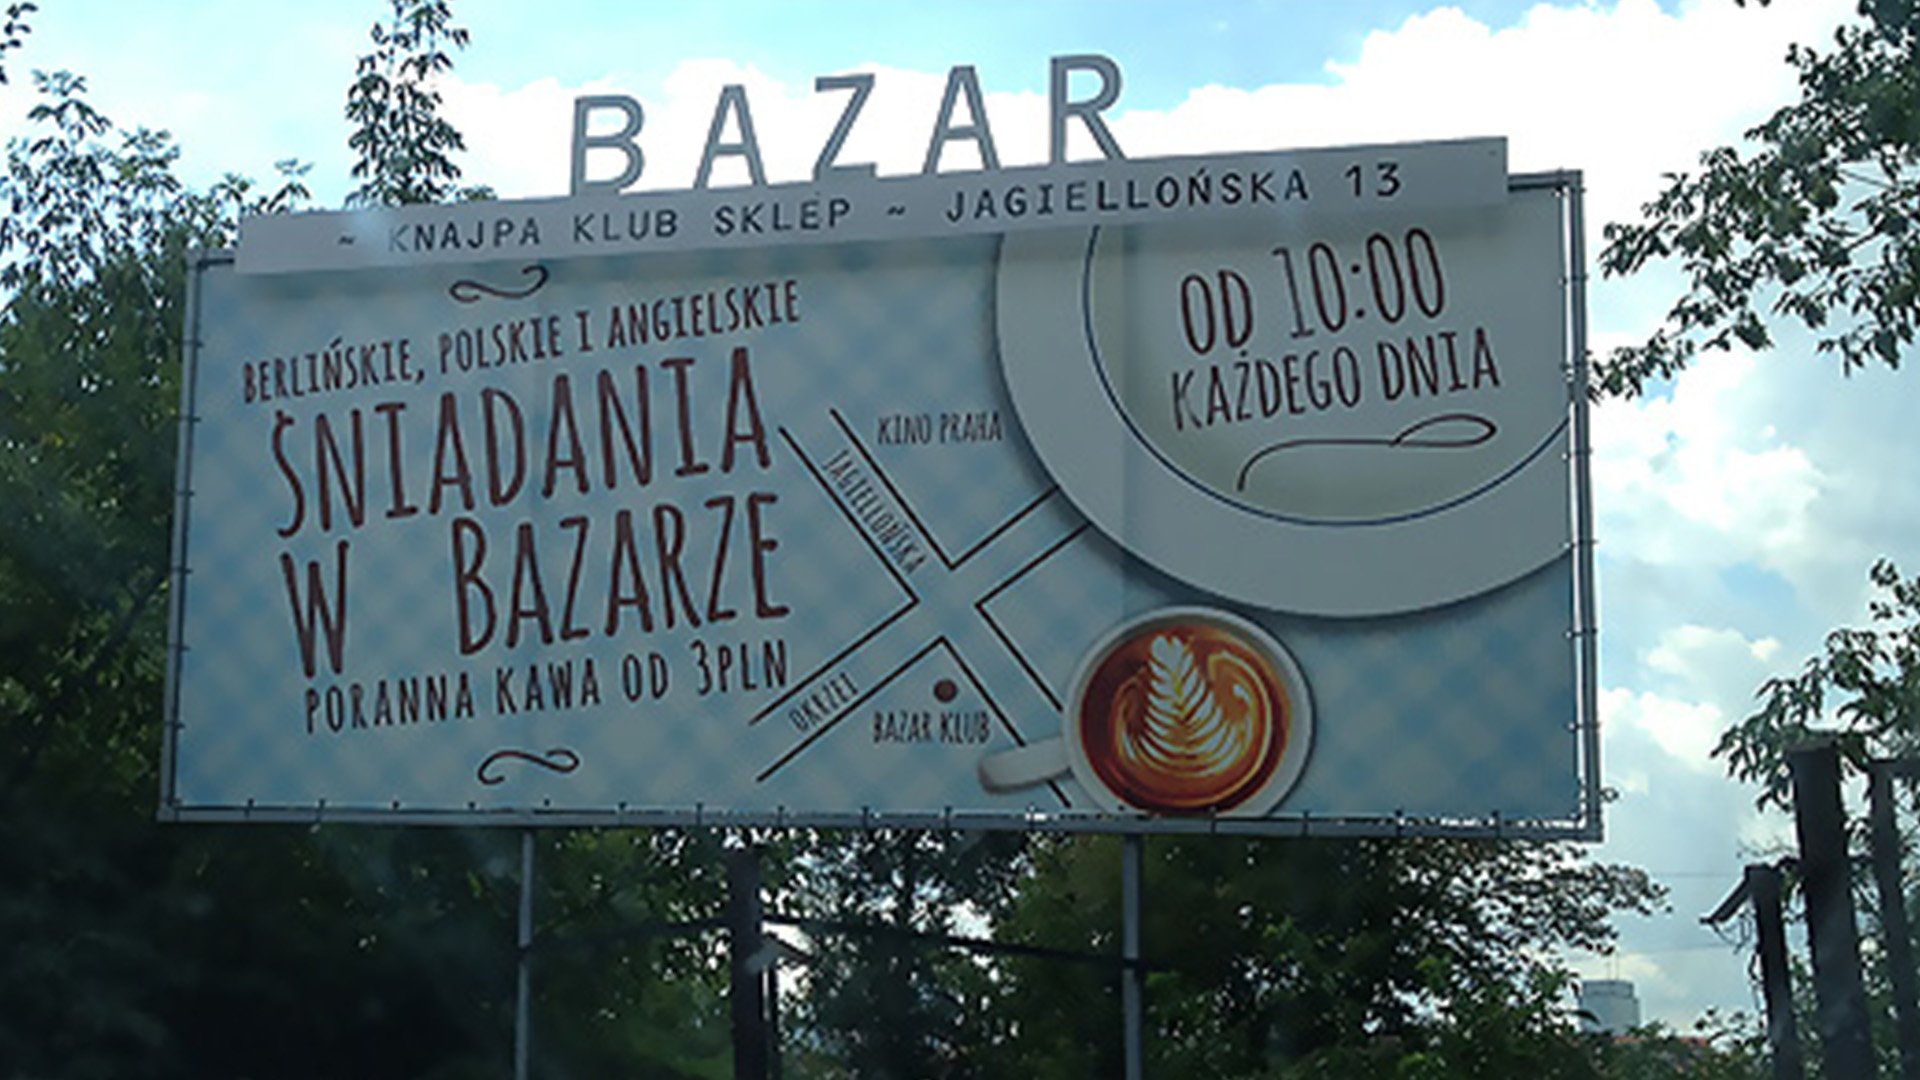 BAZAR
~ KNAJPA KLUB SKLEP ~ JAGIELLOŃSKA 13
BERLIŃSKIE, POLSKIE I ANGIELSKIE
ŚNIADANIA
W BAZARZE
PORANNA KAWA OD 3PLN
OD 10:00
KAŻDEGO DNIA
KINO PRAHA
JAGIELLOŃSKA
OKRZEI
BAZAR KLUB